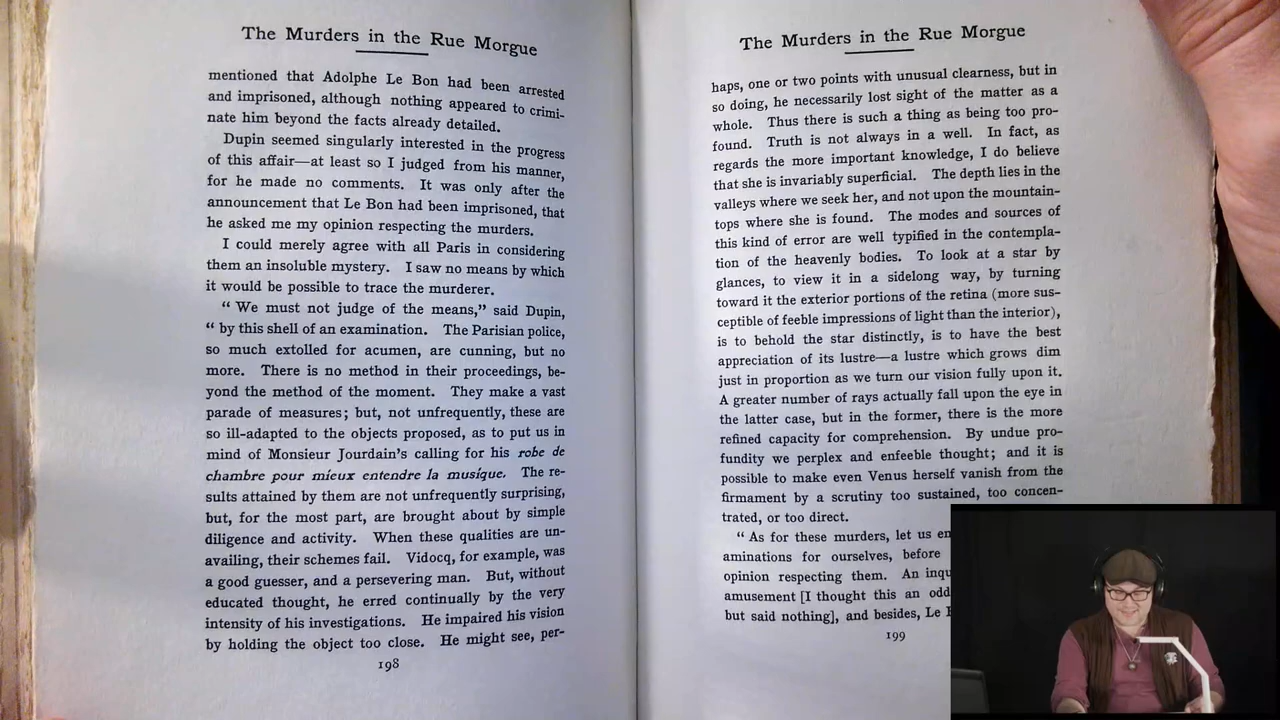 The Murders in the Rue Morgue
mentioned that Adolphe Le Bon had been arrested
and imprisoned, although nothing appeared to crimi-
nate him beyond the facts already detailed.
Dupin seemed singularly interested in the progress
of this affair—at least so I judged from his manner,
for he made no comments. It was only after the
announcement that Le Bon had been imprisoned, that
he asked me my opinion respecting the murders.
I could merely agree with all Paris in considering
them an insoluble mystery. I saw no means by which
it would be possible to trace the murderer.
“ We must not judge of the means,” said Dupin,
“ by this shell of an examination. The Parisian police,
so much extolled for acumen, are cunning, but no
more. There is no method in their proceedings, be-
yond the method of the moment. They make a vast
parade of measures; but, not unfrequently, these are
so ill-adapted to the objects proposed, as to put us in
mind of Monsieur Jourdain's calling for his robe de
chambre pour mieux entendre la musique. The re-
sults attained by them are not unfrequently surprising,
but, for the most part, are brought about by simple
diligence and activity. When these qualities are un-
availing, their schemes fail. Vidocq, for example, was
a good guesser, and a persevering man. But, without
educated thought, he erred continually by the very
intensity of his investigations. He impaired his vision
by holding the object too close. He might see, per-
198
The Murders in the Rue Morgue
haps, one or two points with unusual clearness, but in
so doing, he necessarily lost sight of the matter as a
whole. Thus there is such a thing as being too pro-
found. Truth is not always in a well. In fact, as
regards the more important knowledge, I do believe
that she is invariably superficial. The depth lies in the
valleys where we seek her, and not upon the mountain-
tops where she is found. The modes and sources of
this kind of error are well typified in the contempla-
tion of the heavenly bodies. To look at a star by
glances, to view it in a sidelong way, by turning
toward it the exterior portions of the retina (more sus-
ceptible of feeble impressions of light than the interior),
is to behold the star distinctly, is to have the best
appreciation of its lustre—a lustre which grows dim
just in proportion as we turn our vision fully upon it.
A greater number of rays actually fall upon the eye in
the latter case, but in the former, there is the more
refined capacity for comprehension. By undue pro-
fundity we perplex and enfeeble thought; and it is
possible to make even Venus herself vanish from the
firmament by a scrutiny too sustained, too concen-
trated, or too direct.
“ As for these murders, let us
aminations for ourselves, before
opinion respecting them. An
amusement [I thought this an
but said nothing], and besides, Le
199